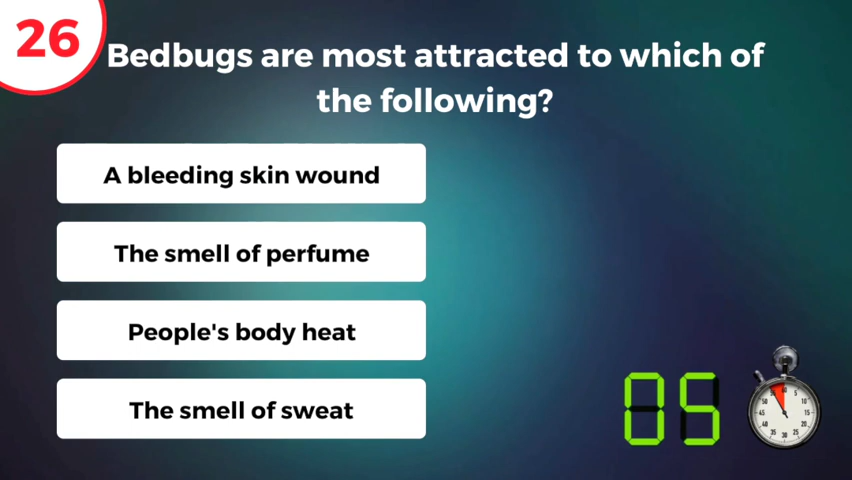 26
Bedbugs are most attracted to which of
the following?
A bleeding skin wound
The smell of perfume
People's body heat
The smell of sweat
05